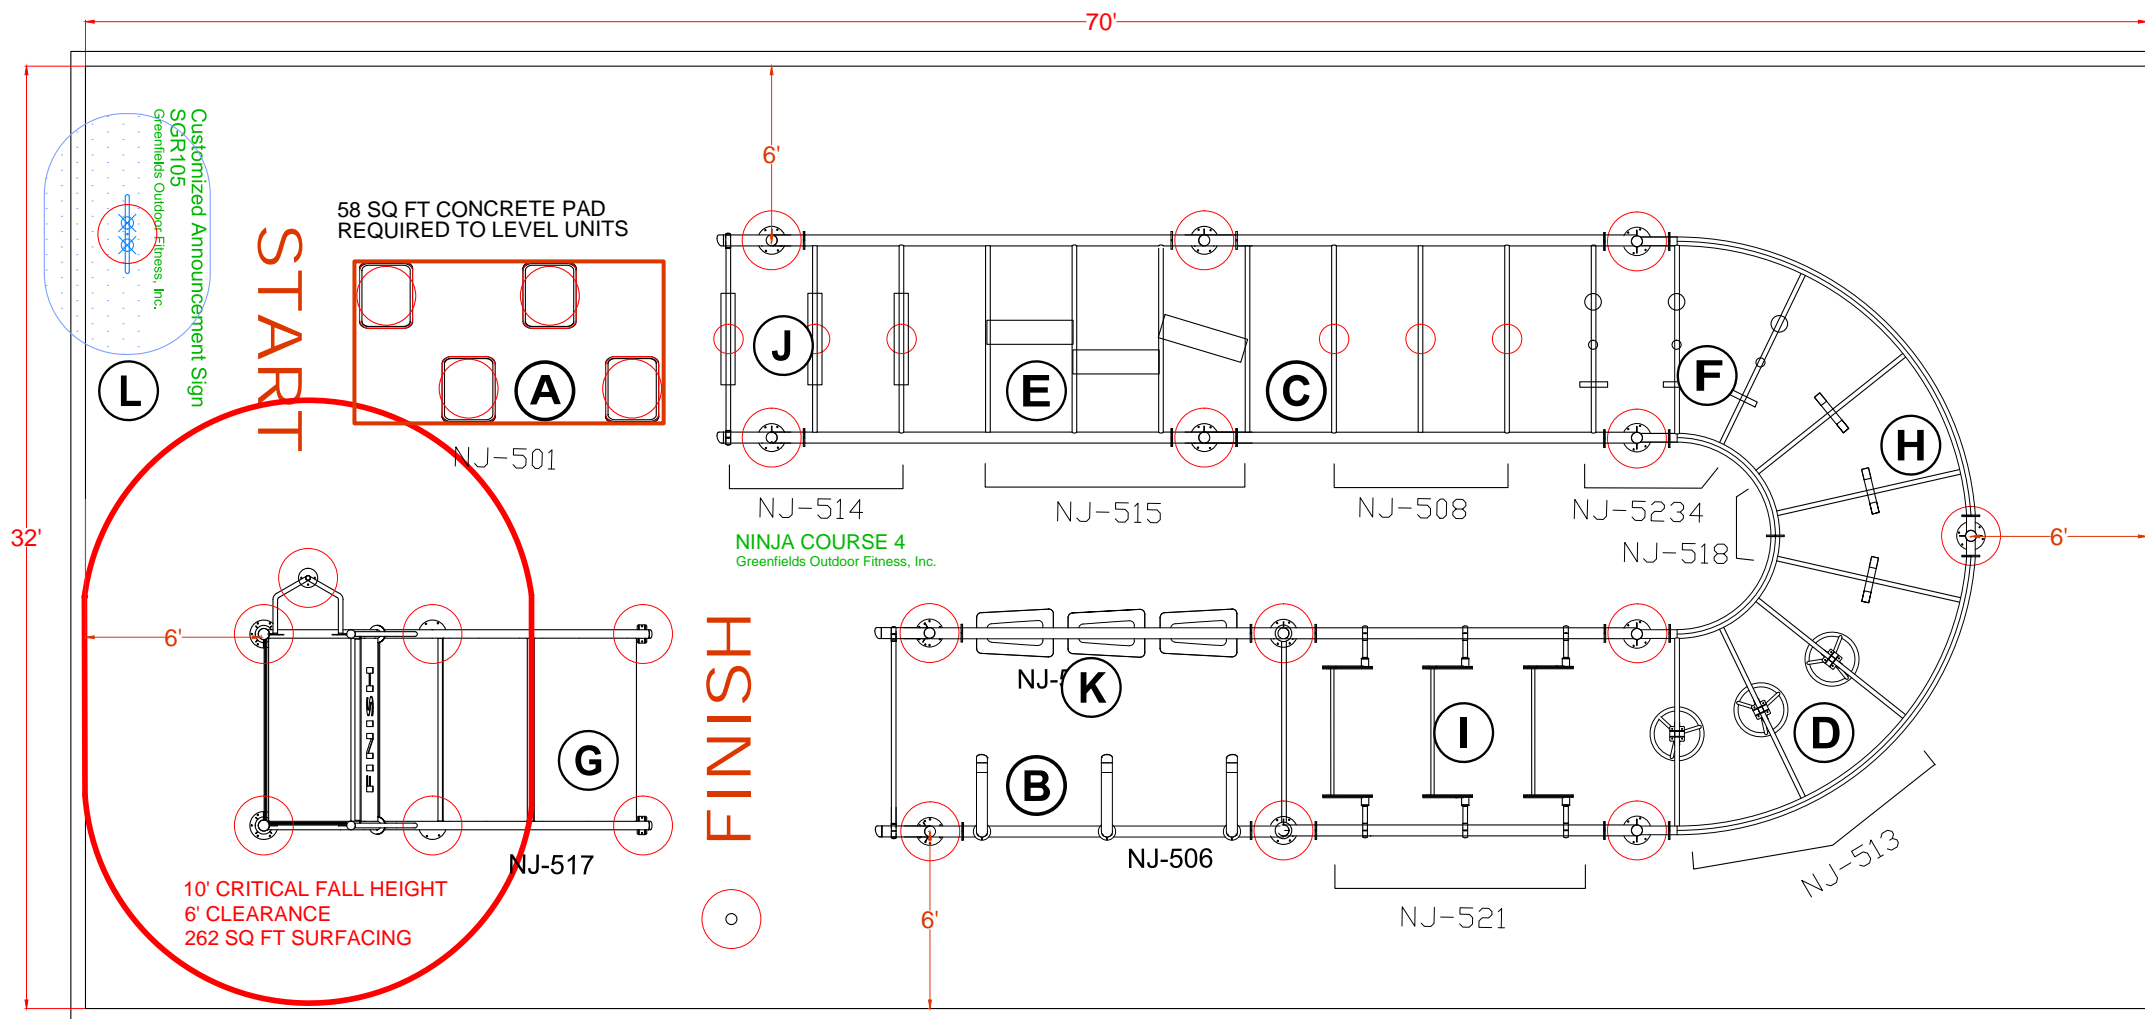 70'
32'
6'
Customized Announcement Sign
SGR105
Greenfields Outdoor Fitness, Inc.
L
START
58 SQ FT CONCRETE PAD
REQUIRED TO LEVEL UNITS
A
NJ-501
J
E
C
F
H
NJ-514
NJ-515
NJ-508
NJ-5234
NJ-518
NINJA COURSE 4
Greenfields Outdoor Fitness, Inc.
6'
6'
FINISH
G
NJ-517
FINISH
NJ-5
K
B
NJ-506
I
NJ-521
D
NJ-513
6'
10' CRITICAL FALL HEIGHT
6' CLEARANCE
262 SQ FT SURFACING